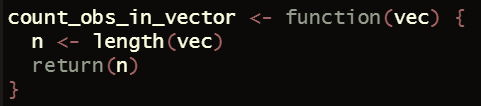 count_obs_in_vector <- function(vec) {
  n <- length(vec)
  return(n)
}